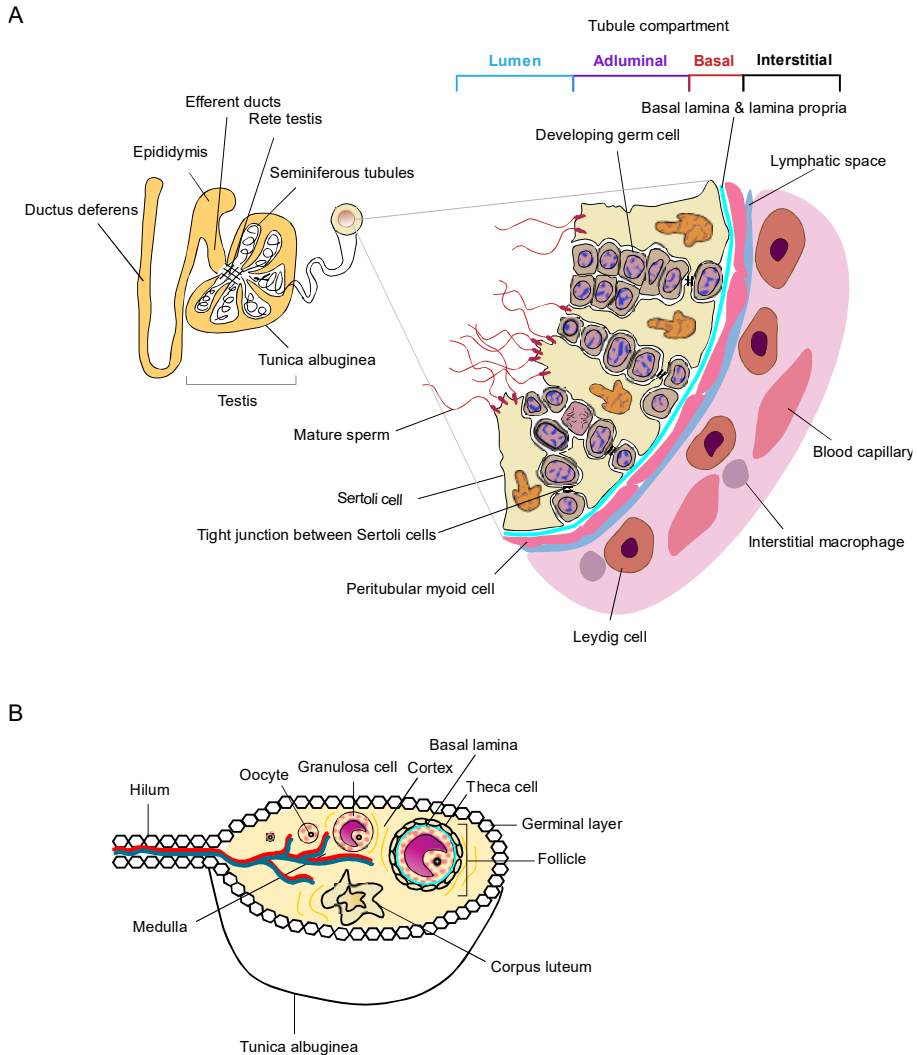 A
Tubule compartment
Lumen
Adluminal
Basal
Interstitial
Basal lamina & lamina propria
Efferent ducts
Rete testis
Developing germ cell
Epididymis
Lymphatic space
Seminiferous tubules
Ductus deferens
Tunica albuginea
Testis
Mature sperm
Blood capillary
Sertoli cell
Tight junction between Sertoli cells
Interstitial macrophage
Peritubular myoid cell
Leydig cell
B
Basal lamina
Granulosa cell
Cortex
Oocyte
Theca cell
Hilum
Germinal layer
Follicle
Medulla
Corpus luteum
Tunica albuginea